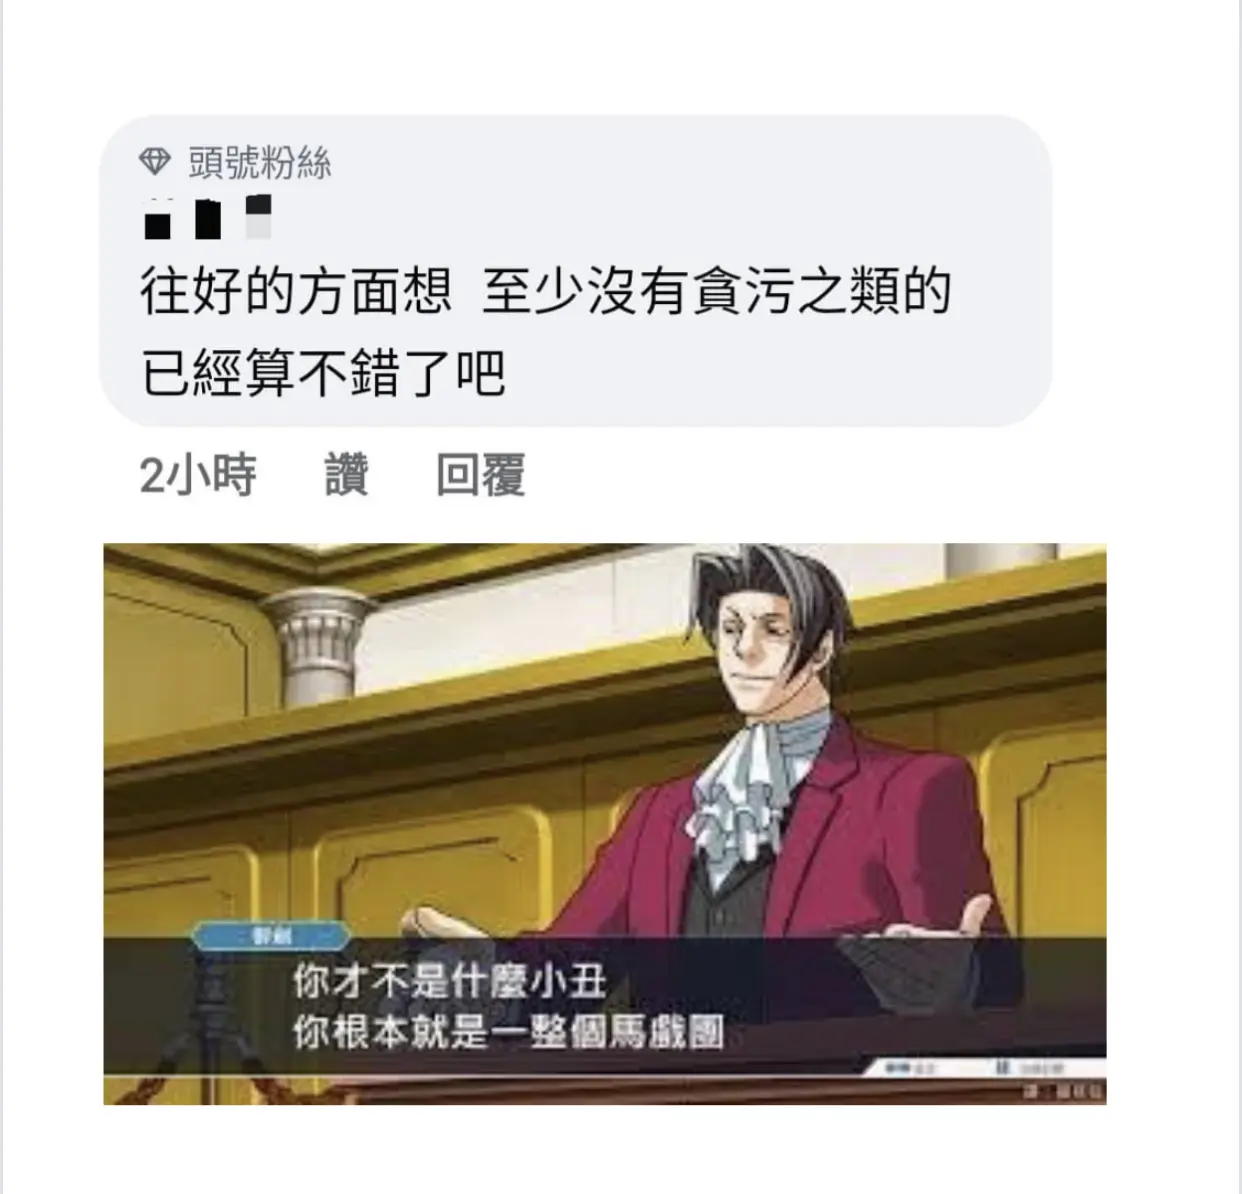 頭號粉絲
往好的方面想 至少沒有貪污之類的
已經算不錯了吧
2小時 讚 回覆
御劍
你才不是什麼小丑
你根本就是一整個馬戲團